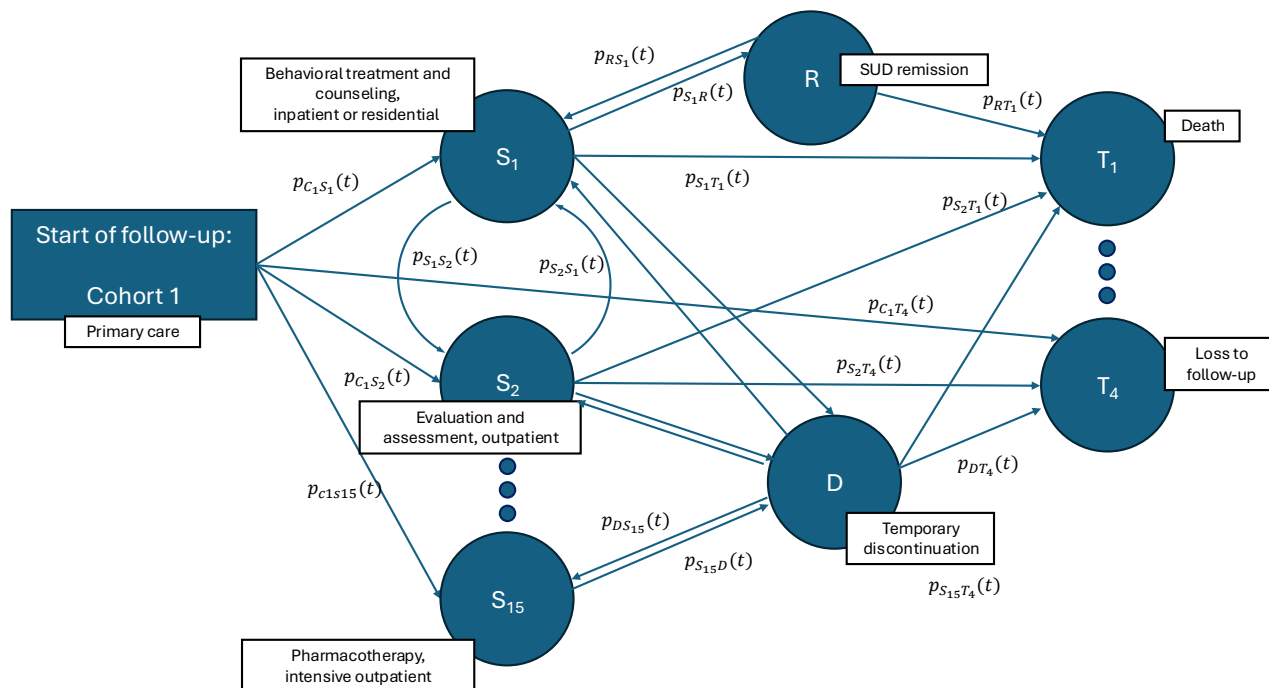 p_{RS_1}(t)
R
SUD remission
Behavioral treatment and
counseling,
inpatient or residential
p_{S_1R}(t)
p_{RT_1}(t)
Death
S_1
T_1
p_{C_1S_1}(t)
p_{S_1T_1}(t)
p_{S_2T_1}(t)
Start of follow-up:
Cohort 1
Primary care
p_{S_1S_2}(t)
p_{S_2S_1}(t)
p_{C_1T_4}(t)
p_{C_1S_2}(t)
S_2
Evaluation and
assessment, outpatient
p_{S_2T_4}(t)
T_4
Loss to
follow-up
p_{c1s15}(t)
D
p_{DT_4}(t)
Temporary
discontinuation
p_{DS_{15}}(t)
p_{S_{15}D}(t)
p_{S_{15}T_4}(t)
S_{15}
Pharmacotherapy,
intensive outpatient